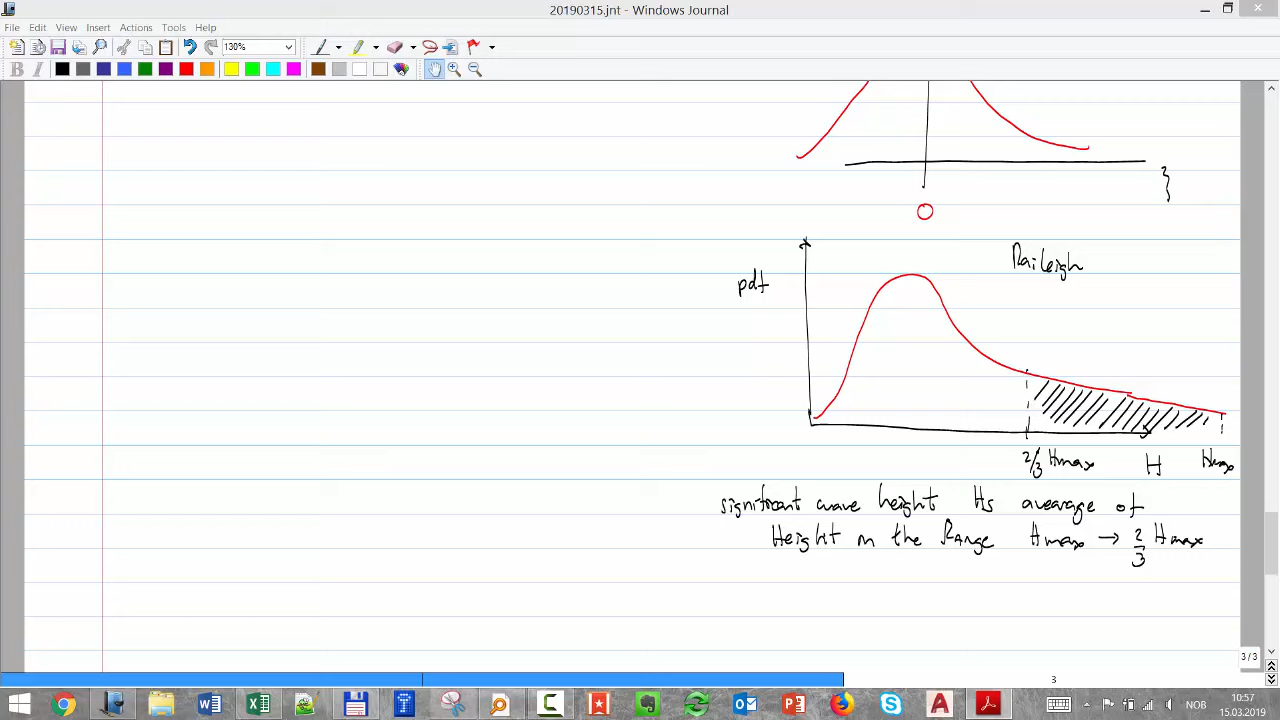 20190315.jnt - Windows Journal
File Edit View Insert Actions Tools Help
130%
B I
}
O
Raileigh
pdf
2/3 Hmax H Hmax
significant wave height Hs avearage of
Height in the Range Hmax → 2/3 Hmax
3 / 3
3
NOB
10:57
15.03.2019